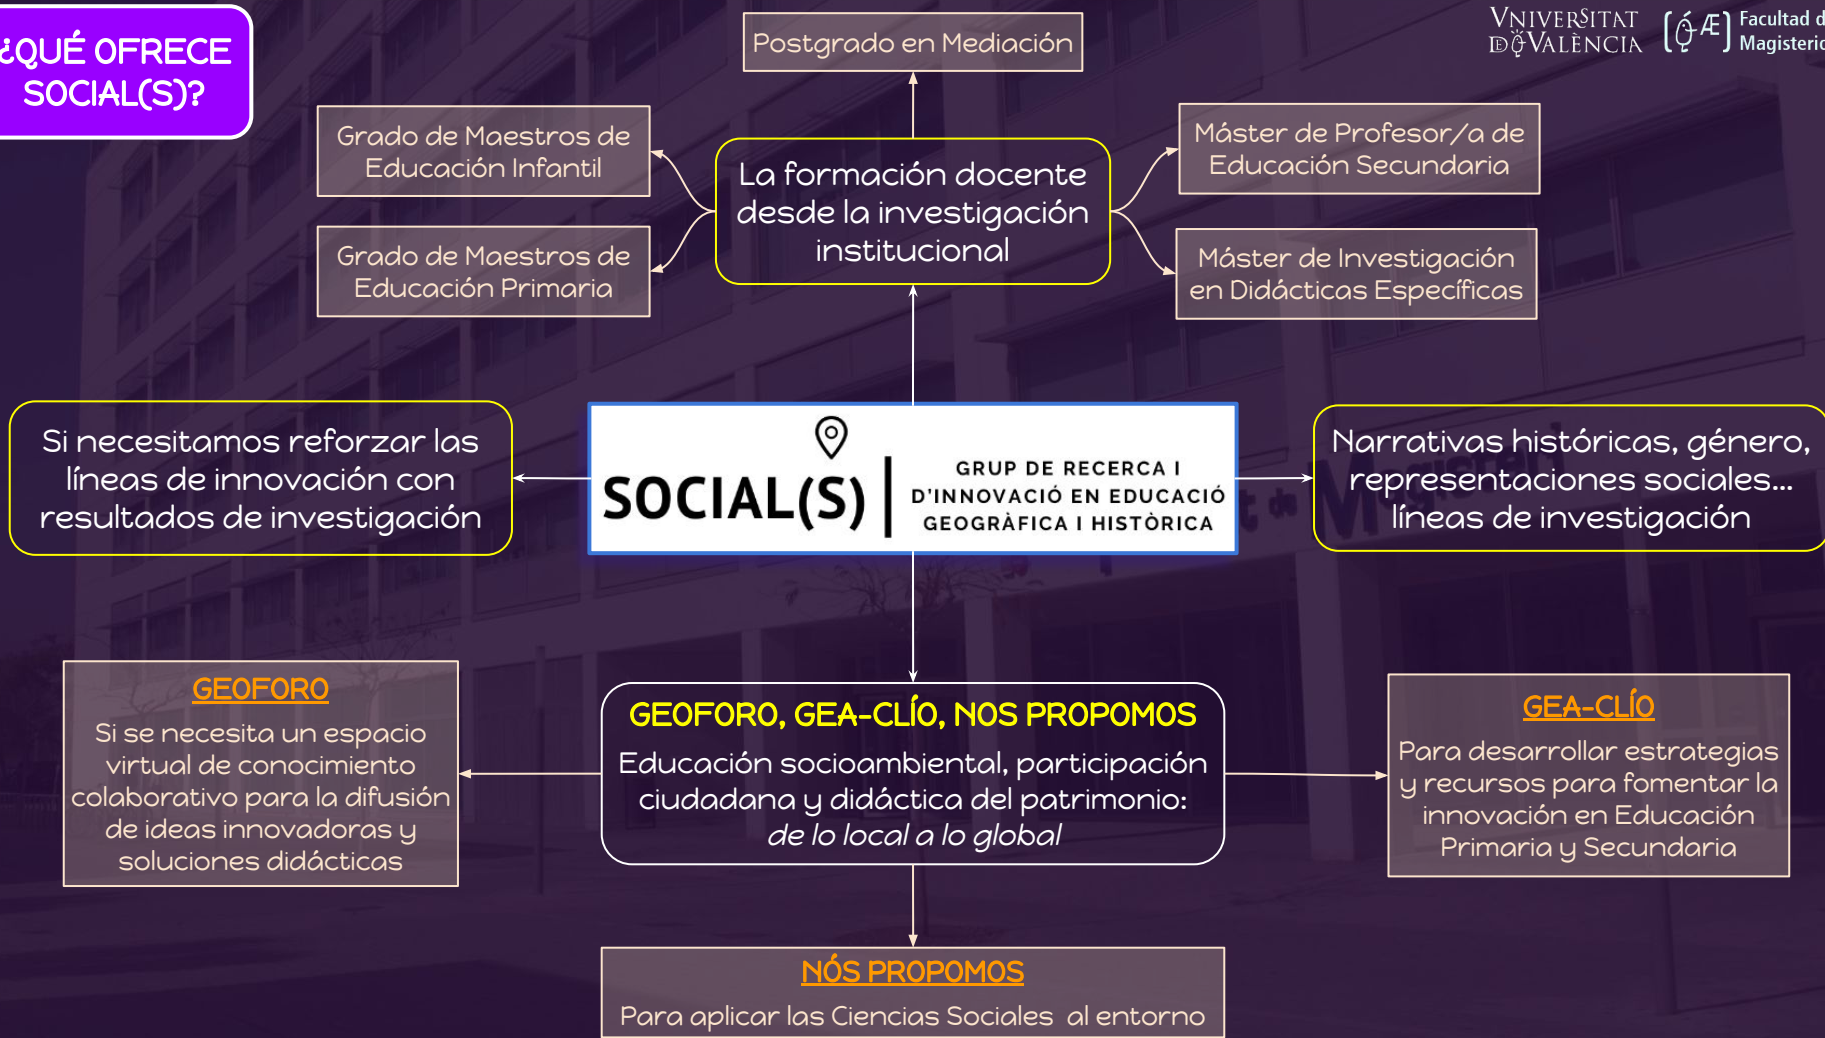 ¿QUÉ OFRECE
SOCIAL(S)?
Postgrado en Mediación
VNIVERSITAT
ID VALÈNCIA
Facultad d
Magisterio
Grado de Maestros de
Educación Infantil
Grado de Maestros de
Educación Primaria
La formación docente
desde la investigación
institucional
Máster de Profesor/a de
Educación Secundaria
Máster de Investigación
en Didácticas Específicas
Si necesitamos reforzar las
líneas de innovación con
resultados de investigación
SOCIAL(S)
GRUP DE RECERCA I
D'INNOVACIÓ EN EDUCACIÓ
GEOGRÀFICA I HISTÒRICA
Narrativas históricas, género,
representaciones sociales...
líneas de investigación
GEOFORO
Si se necesita un espacio
virtual de conocimiento
colaborativo para la difusión
de ideas innovadoras y
soluciones didácticas
GEOFORO, GEA-CLÍO, NOS PROPOMOS
Educación socioambiental, participación
ciudadana y didáctica del patrimonio:
de lo local a lo global
GEA-CLÍO
Para desarrollar estrategias
y recursos para fomentar la
innovación en Educación
Primaria y Secundaria
NÓS PROPOMOS
Para aplicar las Ciencias Sociales al entorno